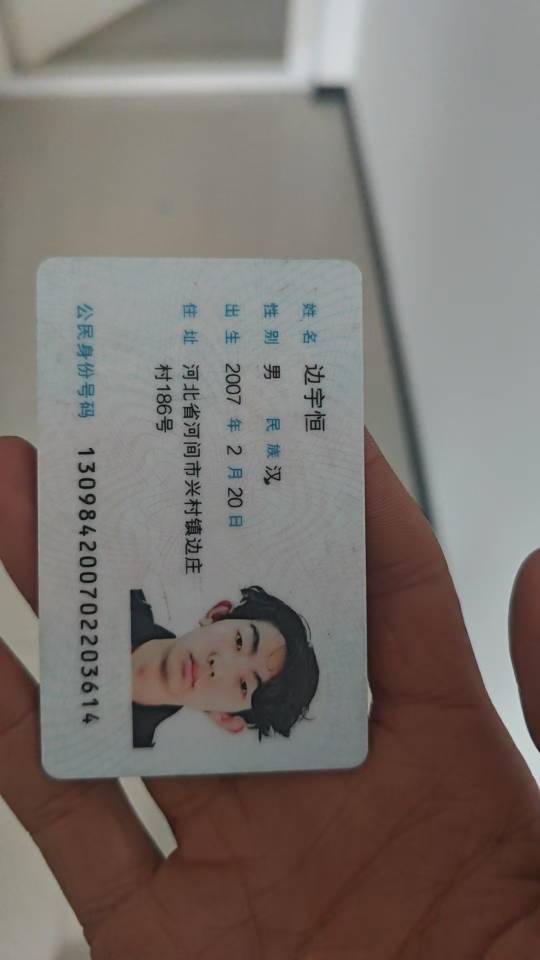 姓名 边宇恒
性别 男 民族 汉
出生 2007 年 2 月 20 日
住址 河北省河间市兴村镇边庄
村186号
公民身份号码 130984200702203614